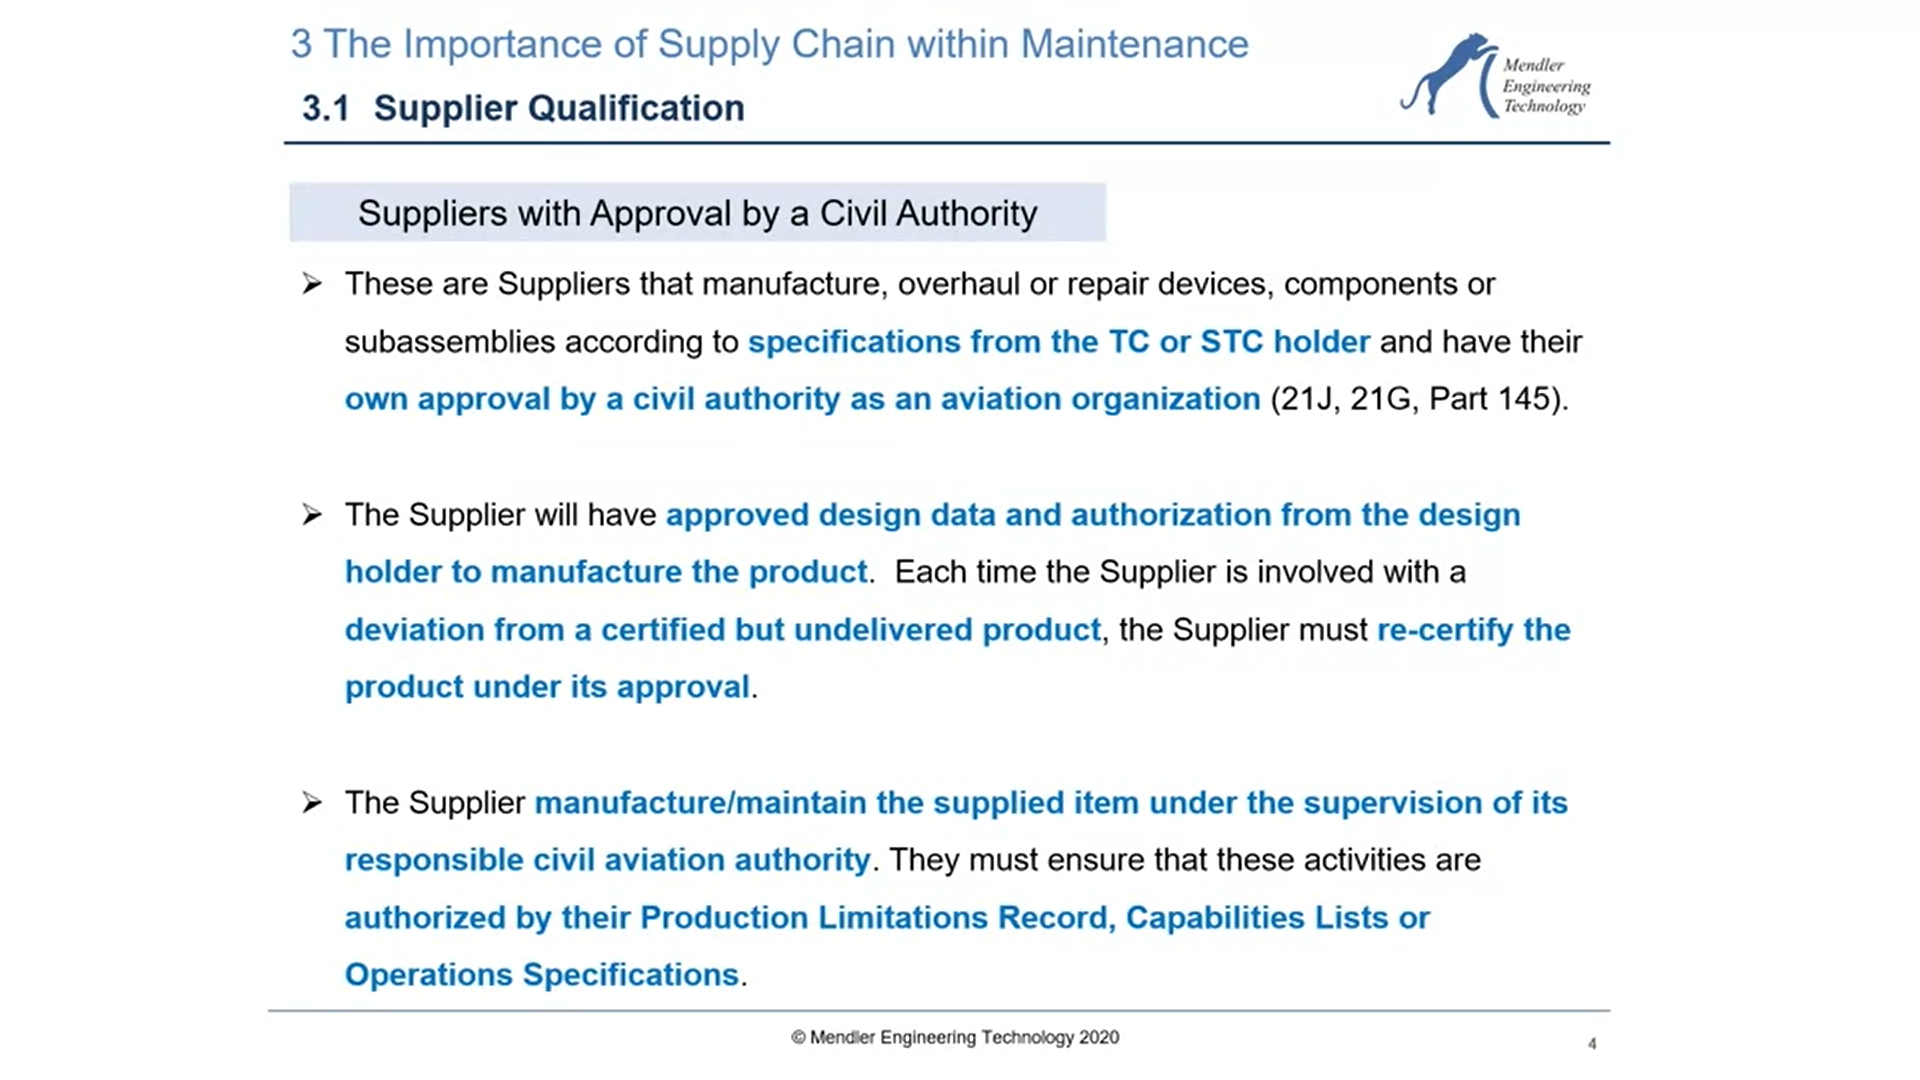 3 The Importance of Supply Chain within Maintenance
3.1 Supplier Qualification
Mendler
Engineering
Technology
Suppliers with Approval by a Civil Authority
➢ These are Suppliers that manufacture, overhaul or repair devices, components or
subassemblies according to specifications from the TC or STC holder and have their
own approval by a civil authority as an aviation organization (21J, 21G, Part 145).
➢ The Supplier will have approved design data and authorization from the design
holder to manufacture the product. Each time the Supplier is involved with a
deviation from a certified but undelivered product, the Supplier must re-certify the
product under its approval.
➢ The Supplier manufacture/maintain the supplied item under the supervision of its
responsible civil aviation authority. They must ensure that these activities are
authorized by their Production Limitations Record, Capabilities Lists or
Operations Specifications.
© Mendler Engineering Technology 2020
4